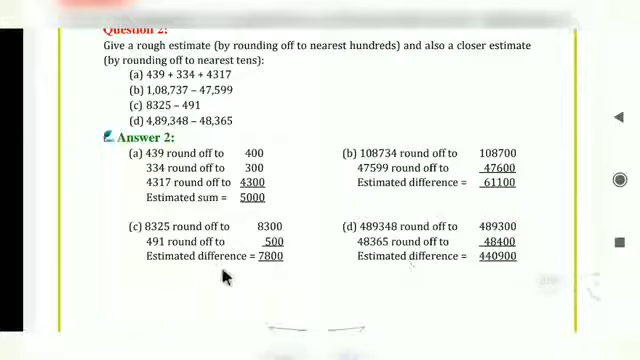 Question 2:
Give a rough estimate (by rounding off to nearest hundreds) and also a closer estimate
(by rounding off to nearest tens):
(a) 439 + 334 + 4317
(b) 1,08,737 – 47,599
(c) 8325 – 491
(d) 4,89,348 – 48,365
Answer 2:
(a) 439 round off to 400
334 round off to 300
4317 round off to 4300
Estimated sum = 5000
(b) 108734 round off to 108700
47599 round off to 47600
Estimated difference = 61100
(c) 8325 round off to 8300
491 round off to 500
Estimated difference = 7800
(d) 489348 round off to 489300
48365 round off to 48400
Estimated difference = 440900